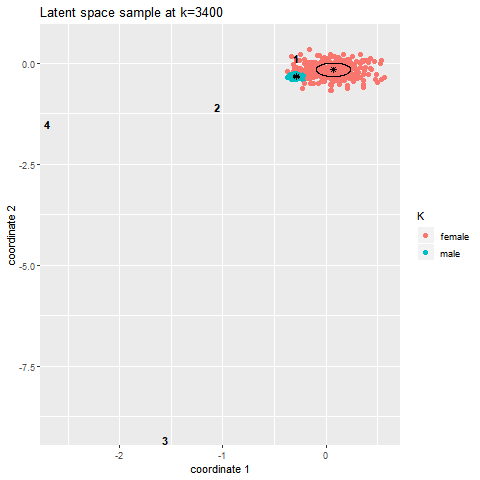 Latent space sample at k=3400
coordinate 2
0.0
-2.5
-5.0
-7.5
1
2
4
3
-2
-1
0
coordinate 1
K
female
male